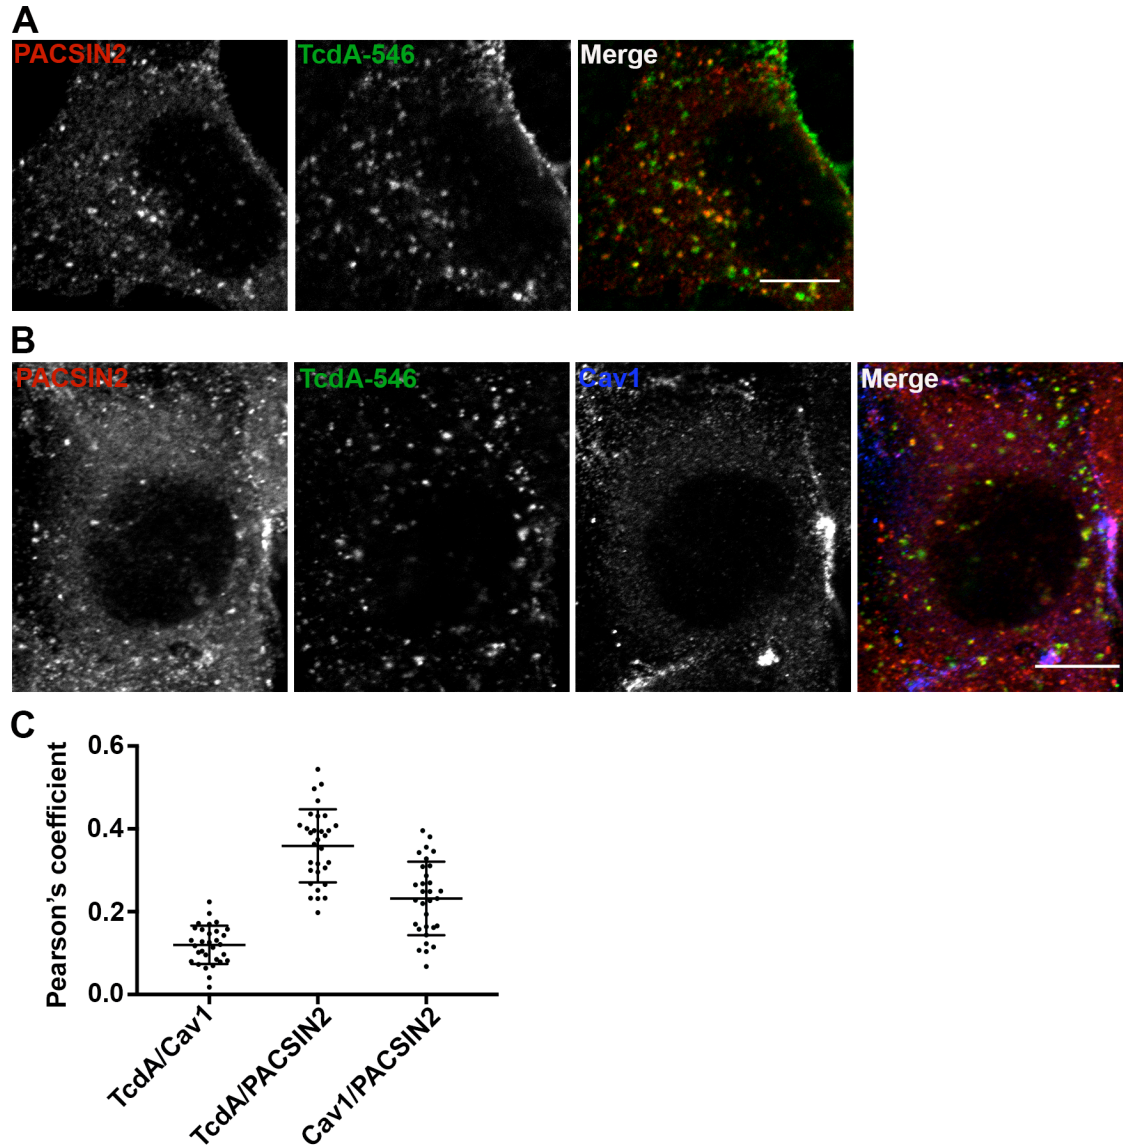 A
PACSIN2 TcdA-546 Merge
B
PACSIN2 TcdA-546 Cav1 Merge
C
Pearson's coefficient
0.6
0.4
0.2
0.0
TcdA/Cav1
TcdA/PACSIN2
Cav1/PACSIN2